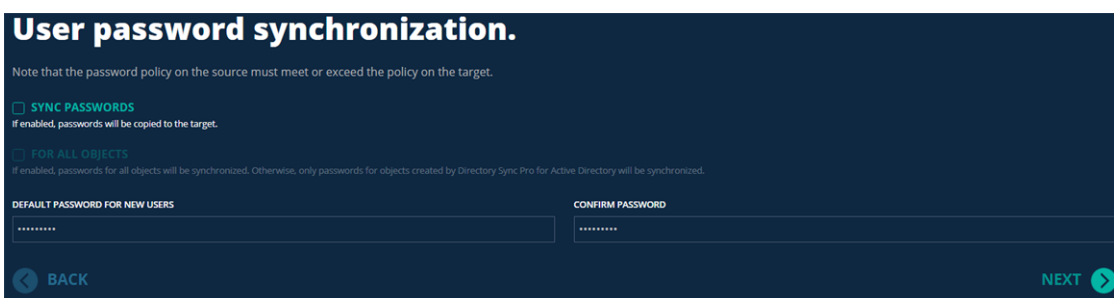 User password synchronization.
Note that the password policy on the source must meet or exceed the policy on the target.
SYNC PASSWORDS
If enabled, passwords will be copied to the target.
FOR ALL OBJECTS
If enabled, passwords for all objects will be synchronized. Otherwise, only passwords for objects created by Directory Sync Pro for Active Directory will be synchronized.
DEFAULT PASSWORD FOR NEW USERS
CONFIRM PASSWORD
•••••••••
•••••••••
BACK
NEXT